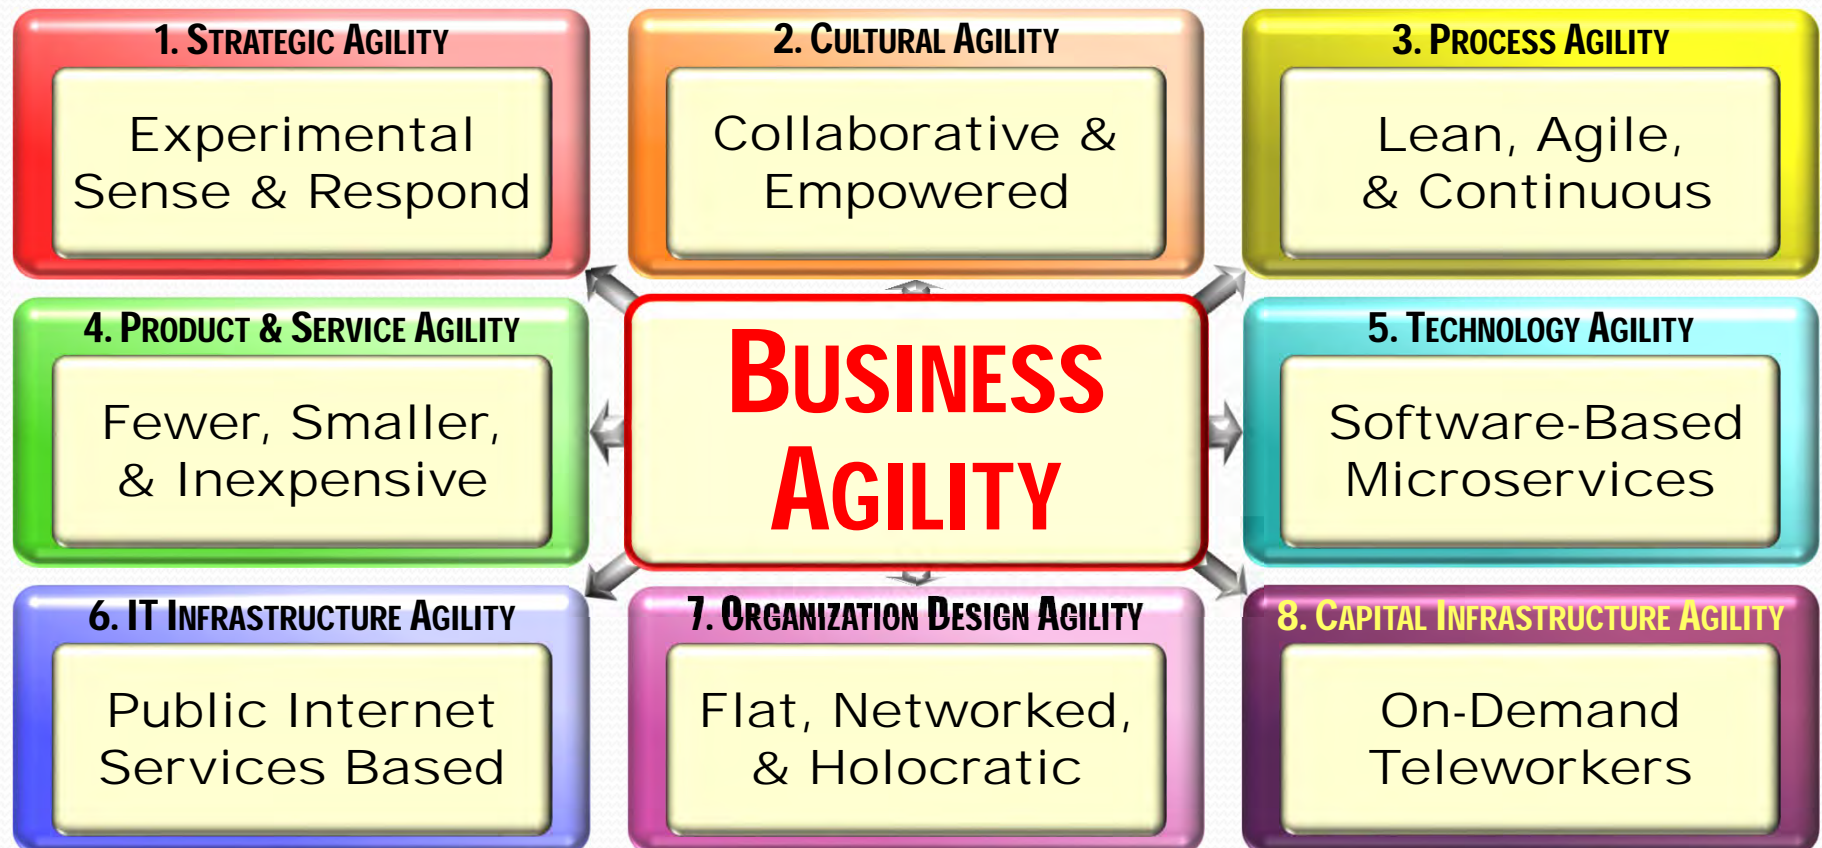 1. STRATEGIC AGILITY
Experimental
Sense & Respond
2. CULTURAL AGILITY
Collaborative &
Empowered
3. PROCESS AGILITY
Lean, Agile,
& Continuous
4. PRODUCT & SERVICE AGILITY
Fewer, Smaller,
& Inexpensive
BUSINESS
AGILITY
5. TECHNOLOGY AGILITY
Software-Based
Microservices
6. IT INFRASTRUCTURE AGILITY
Public Internet
Services Based
7. ORGANIZATION DESIGN AGILITY
Flat, Networked,
& Holocratic
8. CAPITAL INFRASTRUCTURE AGILITY
On-Demand
Teleworkers